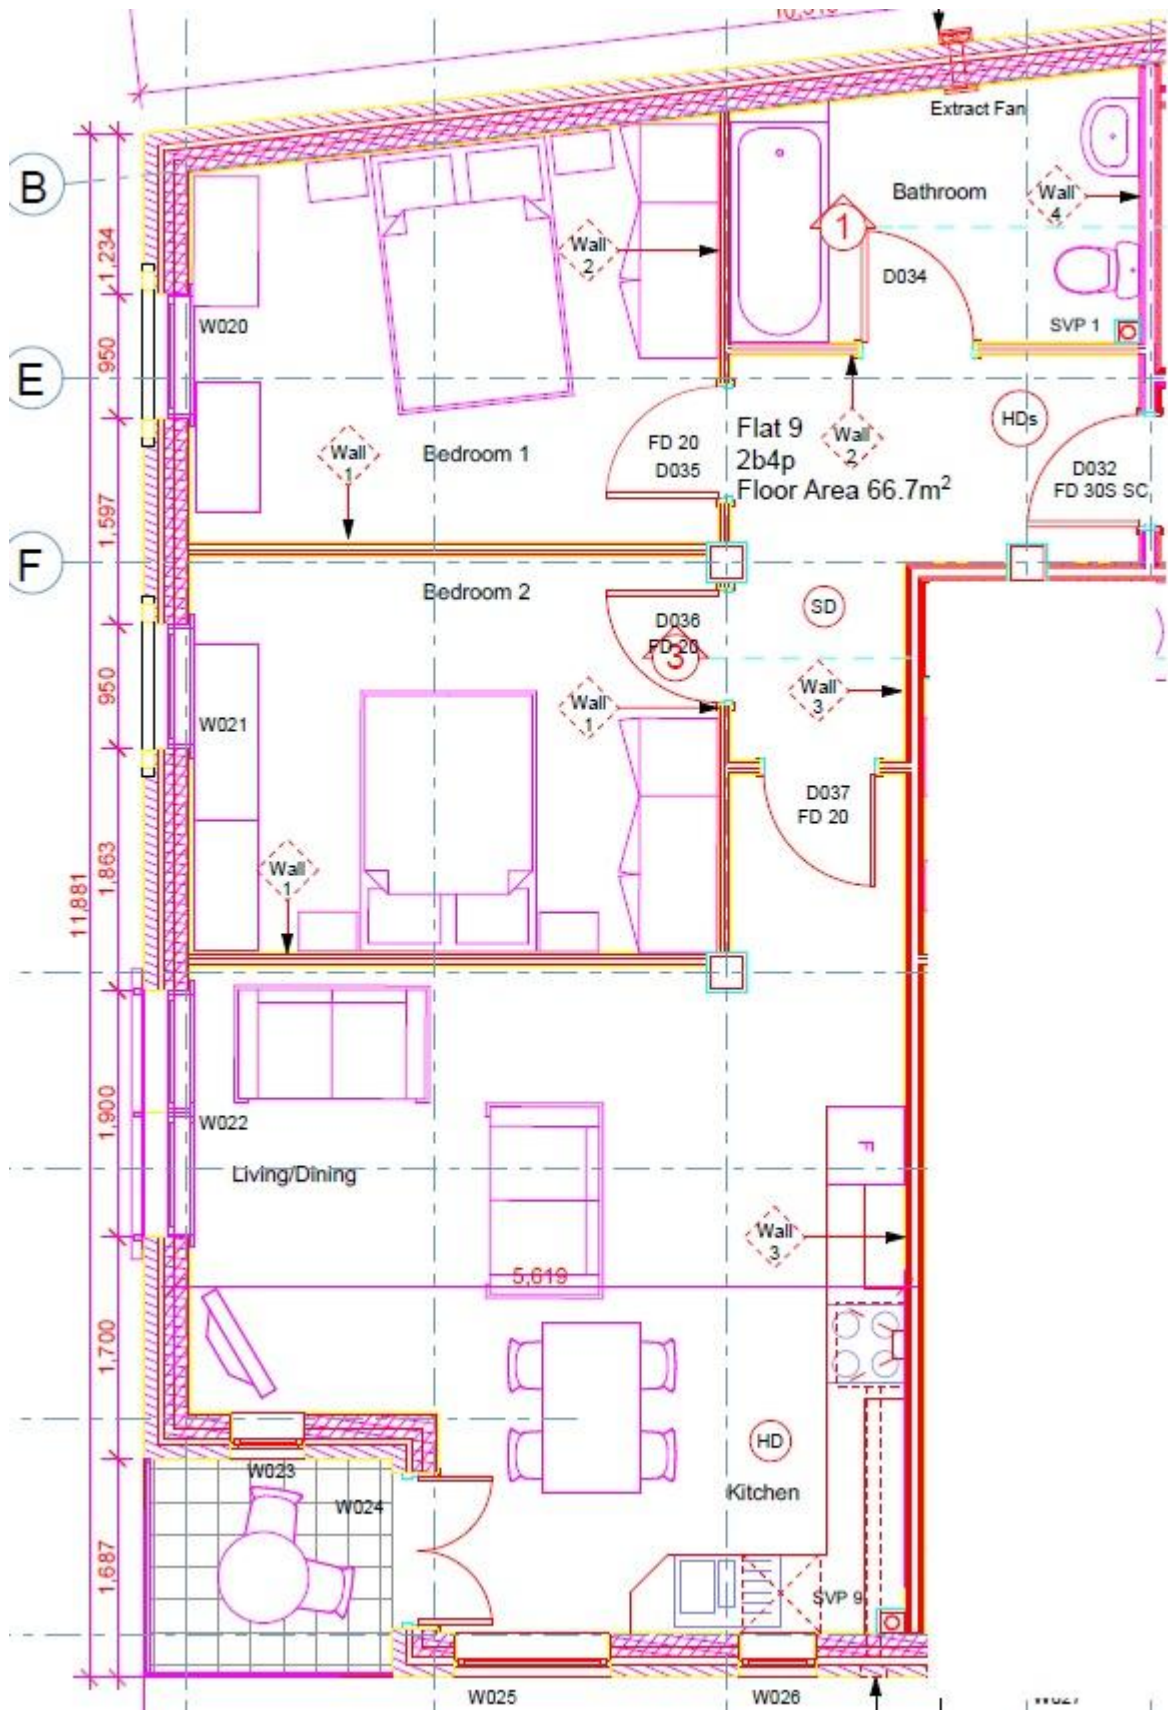 Extract Fan
B
Bathroom
Wall
4
1
Wall
2
1,234
D034
W020
SVP 1
950
E
HDs
Flat 9
2b4p
Floor Area 66.7m²
Wall
2
FD 20
D035
Wall
1
Bedroom 1
D032
FD 30S SC
1,597
F
Bedroom 2
SD
D036
FD 20
3
950
Wall
3
Wall
1
W021
D037
FD 20
1,863
Wall
1
11,881
1,900
W022
F
Living/Dining
Wall
3
5,619
1,700
HD
W023
Kitchen
W024
1,687
SVP 9
W025
W026